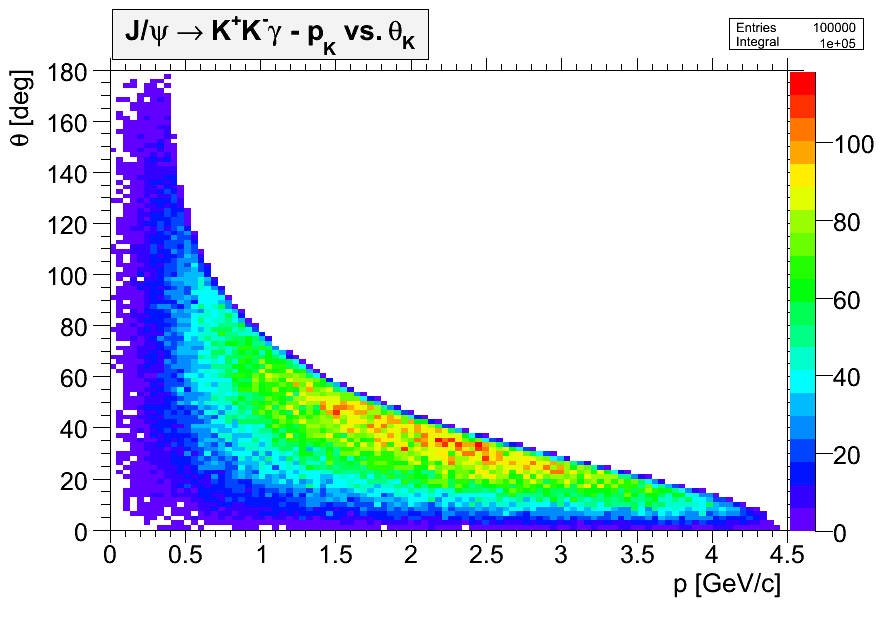 J/ψ → K⁺K⁻γ - p_K vs. θ_K
Entries 100000
Integral 1e+05
θ [deg]
180
160
140
120
100
80
60
40
20
0
0 0.5 1 1.5 2 2.5 3 3.5 4 4.5
p [GeV/c]
100
80
60
40
20
0